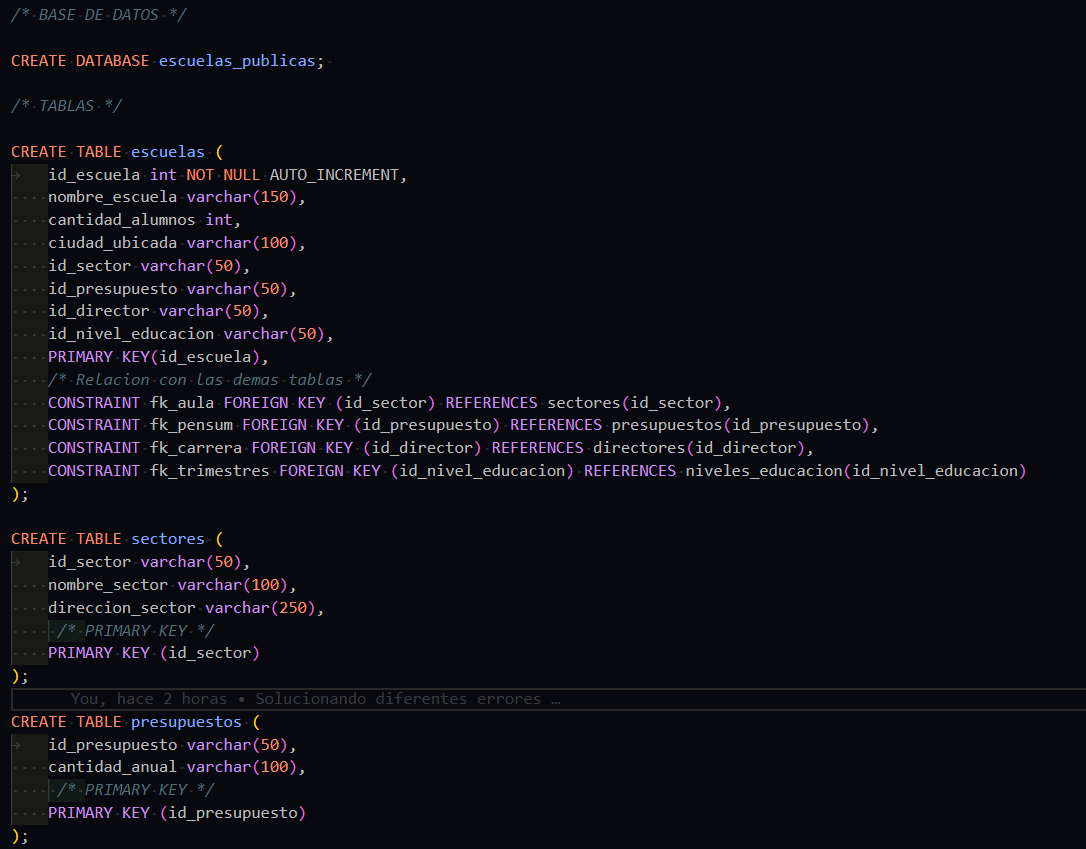 /* BASE DE DATOS */
CREATE DATABASE escuelas_publicas;
/* TABLAS */
CREATE TABLE escuelas (
id_escuela int NOT NULL AUTO_INCREMENT,
nombre_escuela varchar(150),
cantidad_alumnos int,
ciudad_ubicada varchar(100),
id_sector varchar(50),
id_presupuesto varchar(50),
id_director varchar(50),
id_nivel_educacion varchar(50),
PRIMARY KEY(id_escuela),
/* Relacion con las demas tablas */
CONSTRAINT fk_aula FOREIGN KEY (id_sector) REFERENCES sectores(id_sector),
CONSTRAINT fk_pensum FOREIGN KEY (id_presupuesto) REFERENCES presupuestos(id_presupuesto),
CONSTRAINT fk_carrera FOREIGN KEY (id_director) REFERENCES directores(id_director),
CONSTRAINT fk_trimestres FOREIGN KEY (id_nivel_educacion) REFERENCES niveles_educacion(id_nivel_educacion)
);
CREATE TABLE sectores (
id_sector varchar(50),
nombre_sector varchar(100),
direccion_sector varchar(250),
/* PRIMARY KEY */
PRIMARY KEY (id_sector)
);
You, hace 2 horas • Solucionando diferentes errores …
CREATE TABLE presupuestos (
id_presupuesto varchar(50),
cantidad_anual varchar(100),
/* PRIMARY KEY */
PRIMARY KEY (id_presupuesto)
);